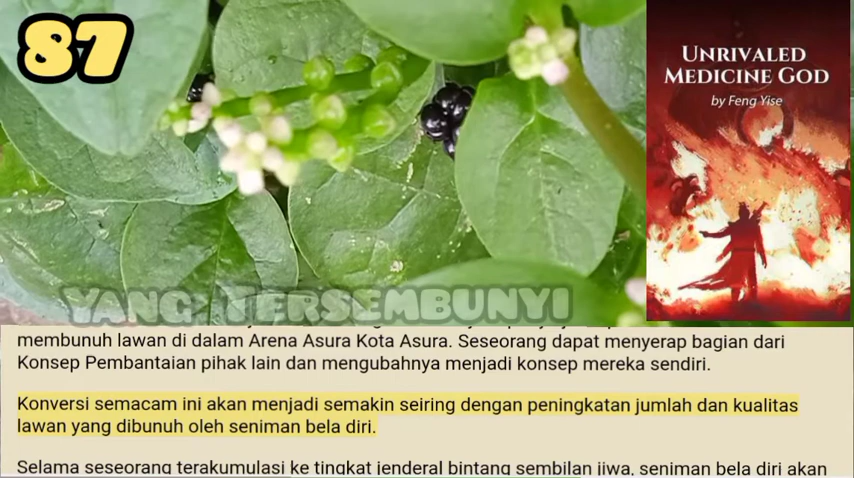 87
UNRIVALED
MEDICINE GOD
by Feng Yise
YANG TERSEMBUNYI
membunuh lawan di dalam Arena Asura Kota Asura. Seseorang dapat menyerap bagian dari
Konsep Pembantaian pihak lain dan mengubahnya menjadi konsep mereka sendiri.
Konversi semacam ini akan menjadi semakin seiring dengan peningkatan jumlah dan kualitas
lawan yang dibunuh oleh seniman bela diri.
Selama seseorang terakumulasi ke tingkat jenderal bintang sembilan jiwa, seniman bela diri akan